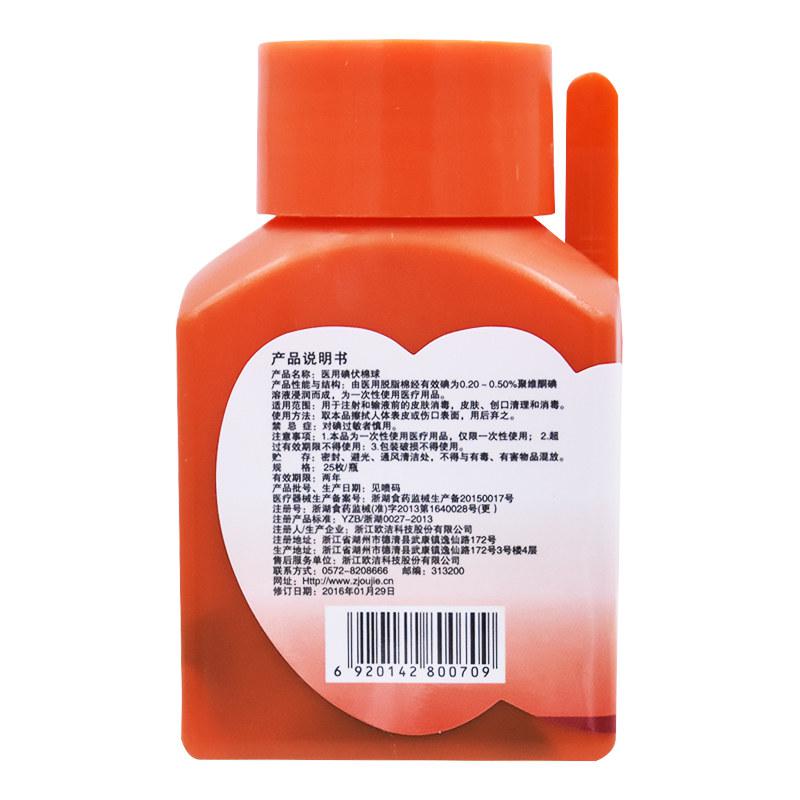 产品说明书
产品名称：医用碘伏棉球
产品性能与结构：由医用脱脂棉经有效碘为0.20－0.50%聚维酮碘
溶液浸润而成，为一次性使用医疗用品。
适用范围：用于注射和输液前的皮肤消毒，皮肤、创口清理和消毒。
使用方法：取本品擦拭人体表皮或伤口表面，用后弃之。
禁 忌 症：对碘过敏者慎用。
注意事项：1.本品为一次性使用医疗用品，仅限一次性使用；2.超
过有效期限不得使用；3.包装破损不得使用。
贮 存：密封、避光、通风清洁处，不得与有毒、有害物品混放。
规 格：25枚/瓶
有效期限：两年
产品批号、生产日期：见喷码
医疗器械生产备案号：浙湖食药监械生产备20150017号
注册号：浙湖食药监械(准)字2013第1640028号(更)
注册产品标准：YZB/浙湖0027-2013
注册人/生产企业：浙江欧洁科技股份有限公司
注册地址：浙江省湖州市德清县武康镇逸仙路172号
生产地址：浙江省湖州市德清县武康镇逸仙路172号3号楼4层
售后服务单位：浙江欧洁科技股份有限公司
联系方式：0572-8208666 邮编：313200
网址：Http://www.zjoujie.cn
修订日期：2016年01月29日
6 920142 800709